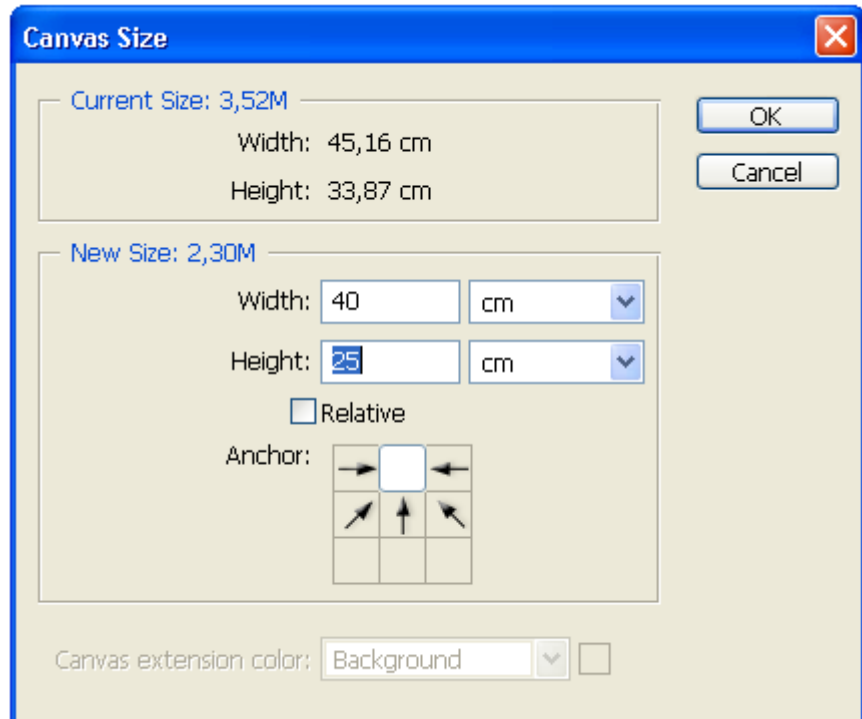 Canvas Size
Current Size: 3,52M
Width: 45,16 cm
Height: 33,87 cm
OK
Cancel
New Size: 2,30M
Width: 40 cm
Height: 25 cm
Relative
Anchor:
Canvas extension color: Background